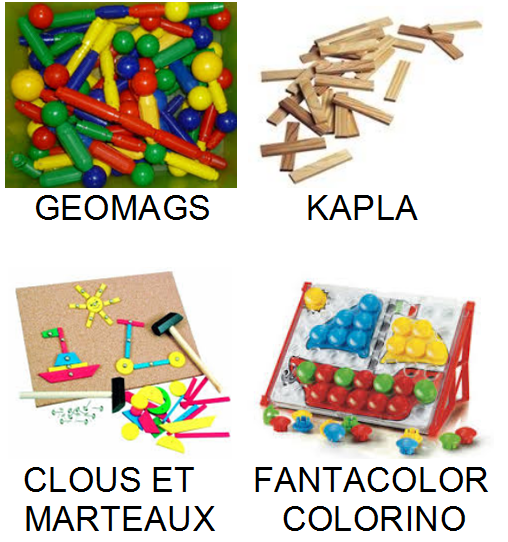 GEOMAGS
KAPLA
CLOUS ET
MARTEAUX
FANTACOLOR
COLORINO